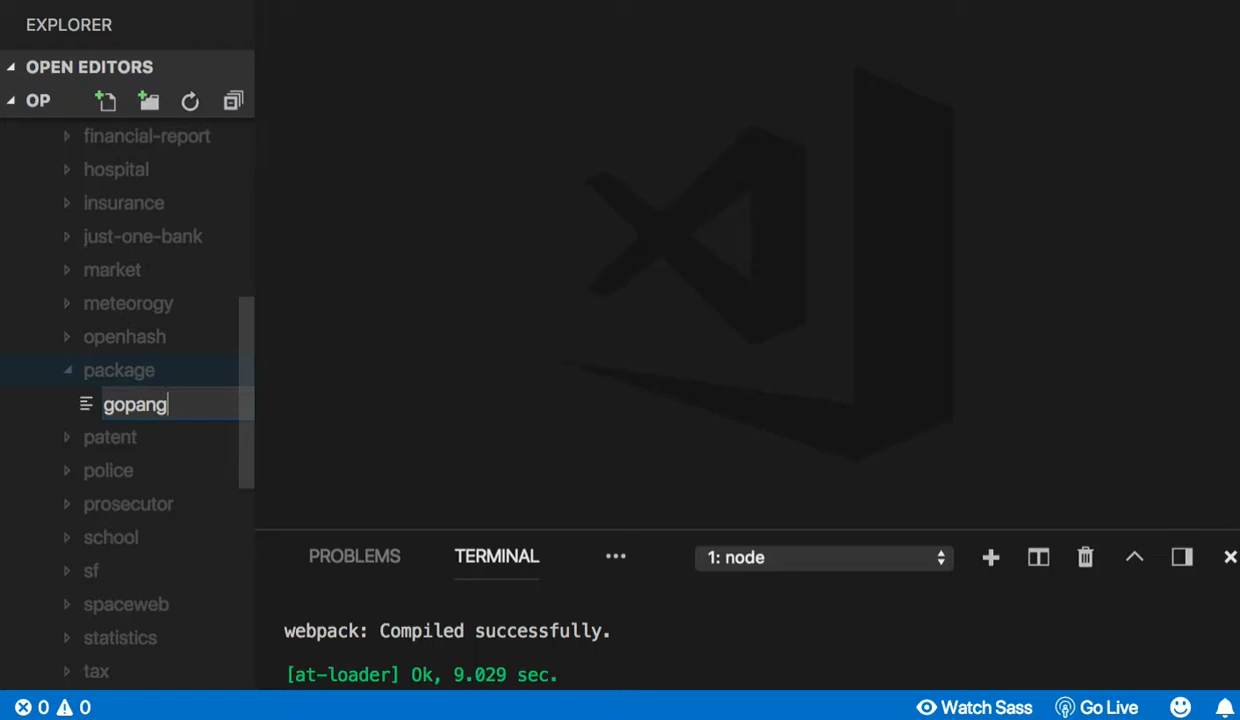 EXPLORER
OPEN EDITORS
OP
financial-report
hospital
insurance
just-one-bank
market
meteorogy
openhash
package
gopang
patent
police
prosecutor
school
sf
spaceweb
statistics
tax
PROBLEMS TERMINAL ...
1: node
webpack: Compiled successfully.
[at-loader] Ok, 9.029 sec.
0 0 Watch Sass Go Live